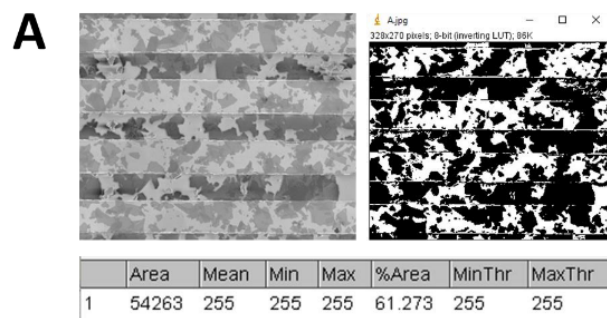 A
A.jpg
328x270 pixels; 8-bit (inverting LUT); 86K
Area Mean Min Max %Area MinThr MaxThr
1 54263 255 255 255 61.273 255 255